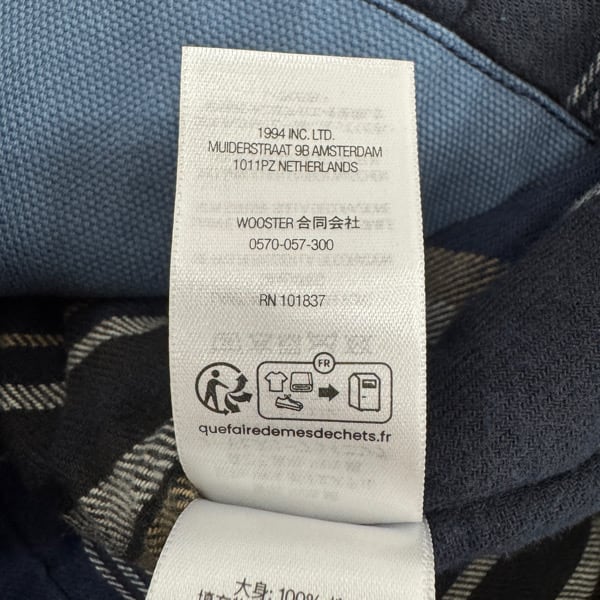 1994 INC. LTD.
MUIDERSTRAAT 9B AMSTERDAM
1011PZ NETHERLANDS
WOOSTER 合同会社
0570-057-300
RN 101837
FR
quefairedemesdechets.fr
大身: 100%